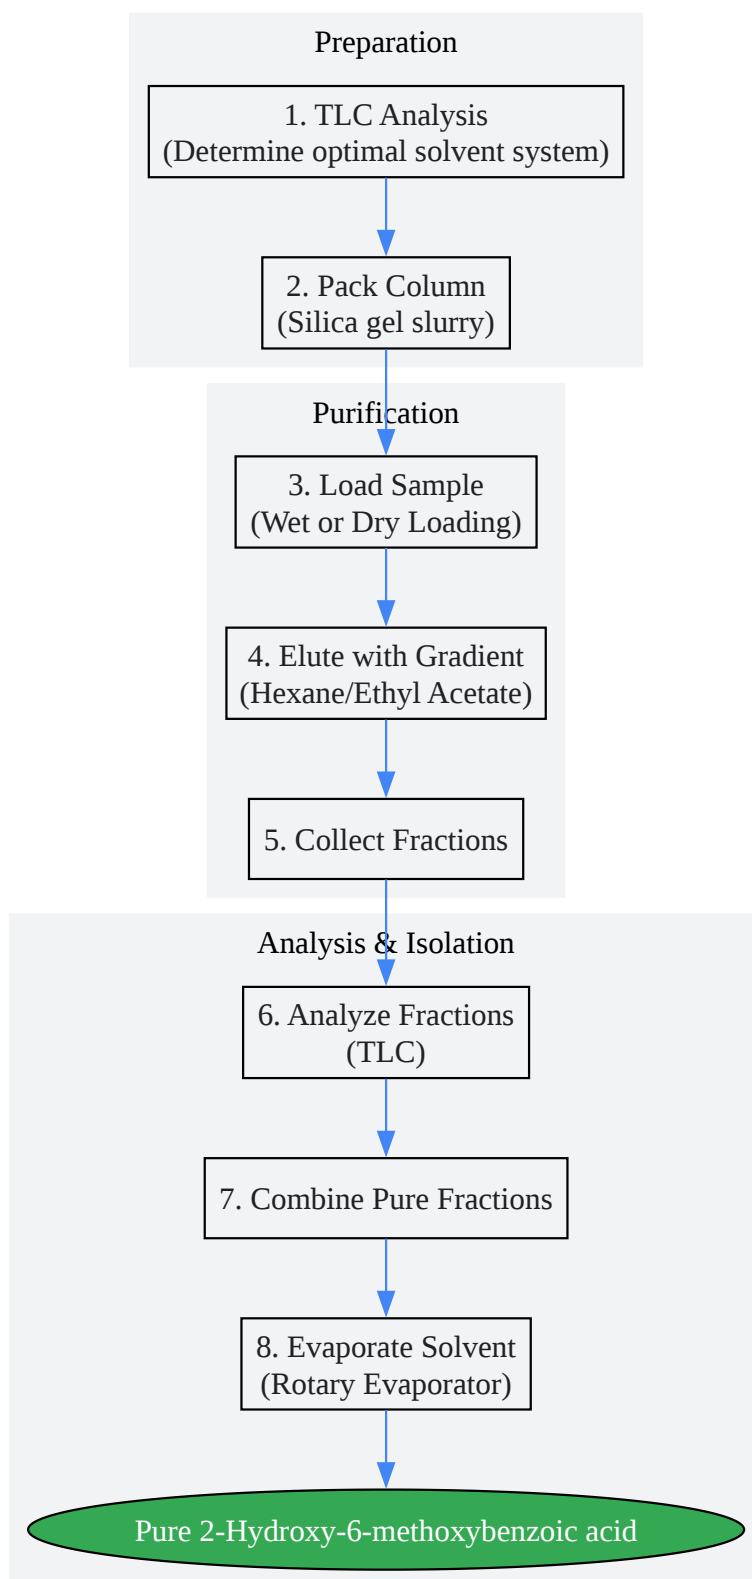 Preparation
1. TLC Analysis
(Determine optimal solvent system)
2. Pack Column
(Silica gel slurry)
Purification
3. Load Sample
(Wet or Dry Loading)
4. Elute with Gradient
(Hexane/Ethyl Acetate)
5. Collect Fractions
Analysis & Isolation
6. Analyze Fractions
(TLC)
7. Combine Pure Fractions
8. Evaporate Solvent
(Rotary Evaporator)
Pure 2-Hydroxy-6-methoxybenzoic acid